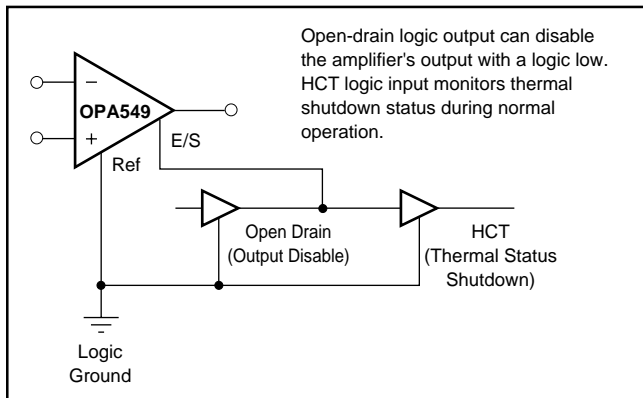 Open-drain logic output can disable
the amplifier's output with a logic low.
HCT logic input monitors thermal
shutdown status during normal
operation.
−
OPA549
+
E/S
Ref
Open Drain
(Output Disable)
HCT
(Thermal Status
Shutdown)
Logic
Ground